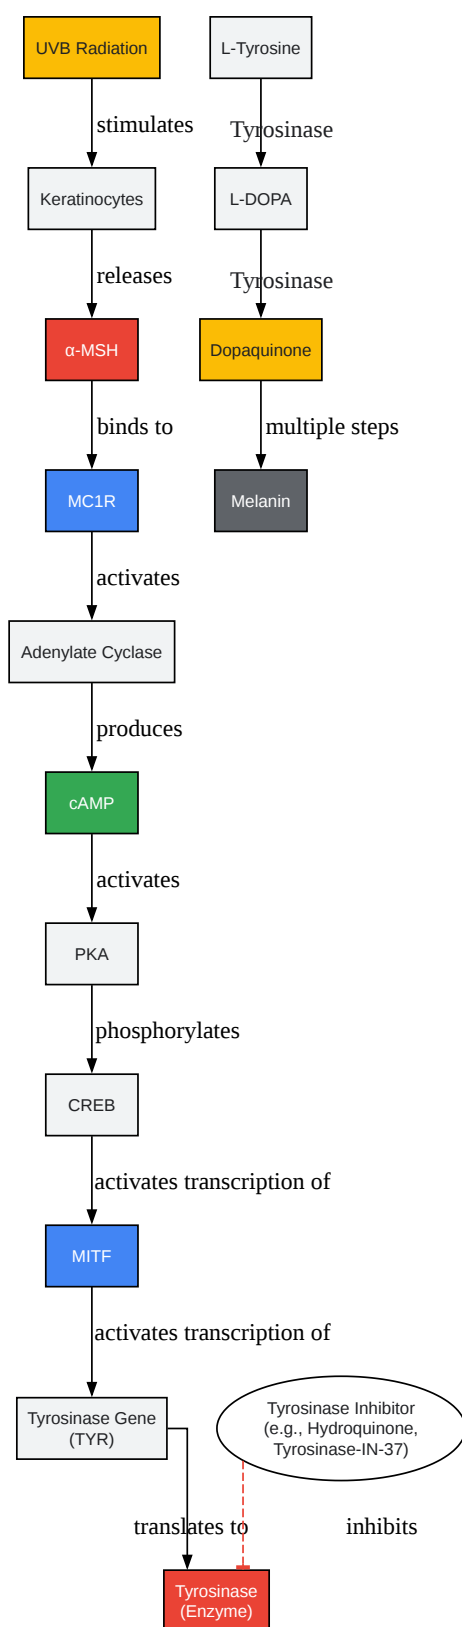 UVB Radiation
L-Tyrosine
stimulates
Tyrosinase
Keratinocytes
L-DOPA
releases
Tyrosinase
α-MSH
Dopaquinone
binds to
multiple steps
MC1R
Melanin
activates
Adenylate Cyclase
produces
cAMP
activates
PKA
phosphorylates
CREB
activates transcription of
MITF
activates transcription of
Tyrosinase Gene
(TYR)
Tyrosinase Inhibitor
(e.g., Hydroquinone,
Tyrosinase-IN-37)
translates to
inhibits
Tyrosinase
(Enzyme)